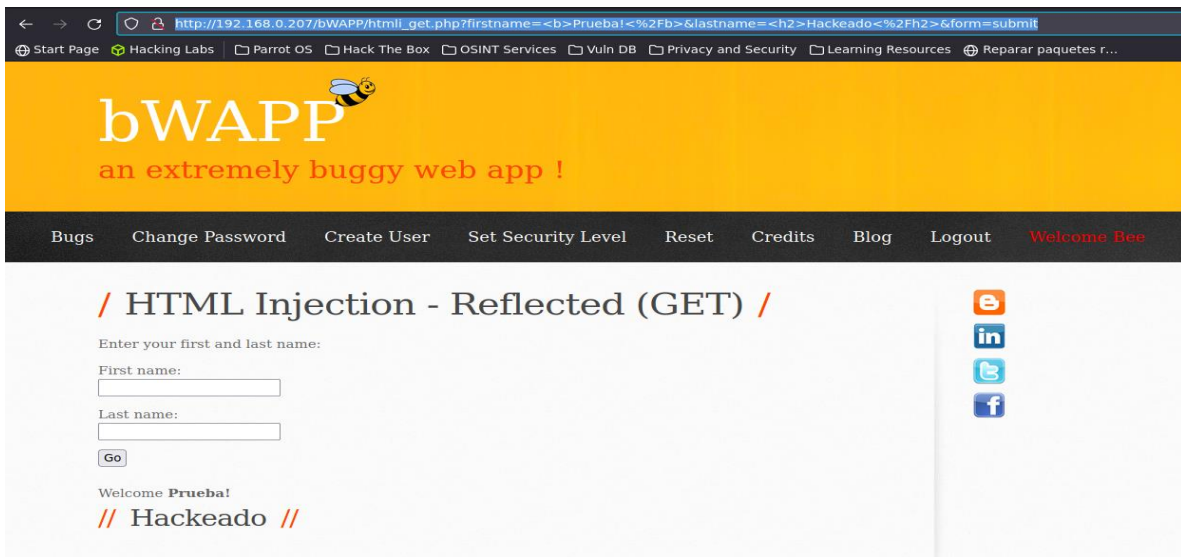 http://192.168.0.207/bWAPP/htmli_get.php?firstname=<b>Prueba!<%2Fb>&lastname=<h2>Hackeado<%2Fh2>&form=submit
Start Page Hacking Labs Parrot OS Hack The Box OSINT Services Vuln DB Privacy and Security Learning Resources Reparar paquetes r...
bWAPP
an extremely buggy web app !
Bugs Change Password Create User Set Security Level Reset Credits Blog Logout Welcome Bee
/ HTML Injection - Reflected (GET) /
Enter your first and last name:
First name:
Last name:
Go
Welcome Prueba!
// Hackeado //